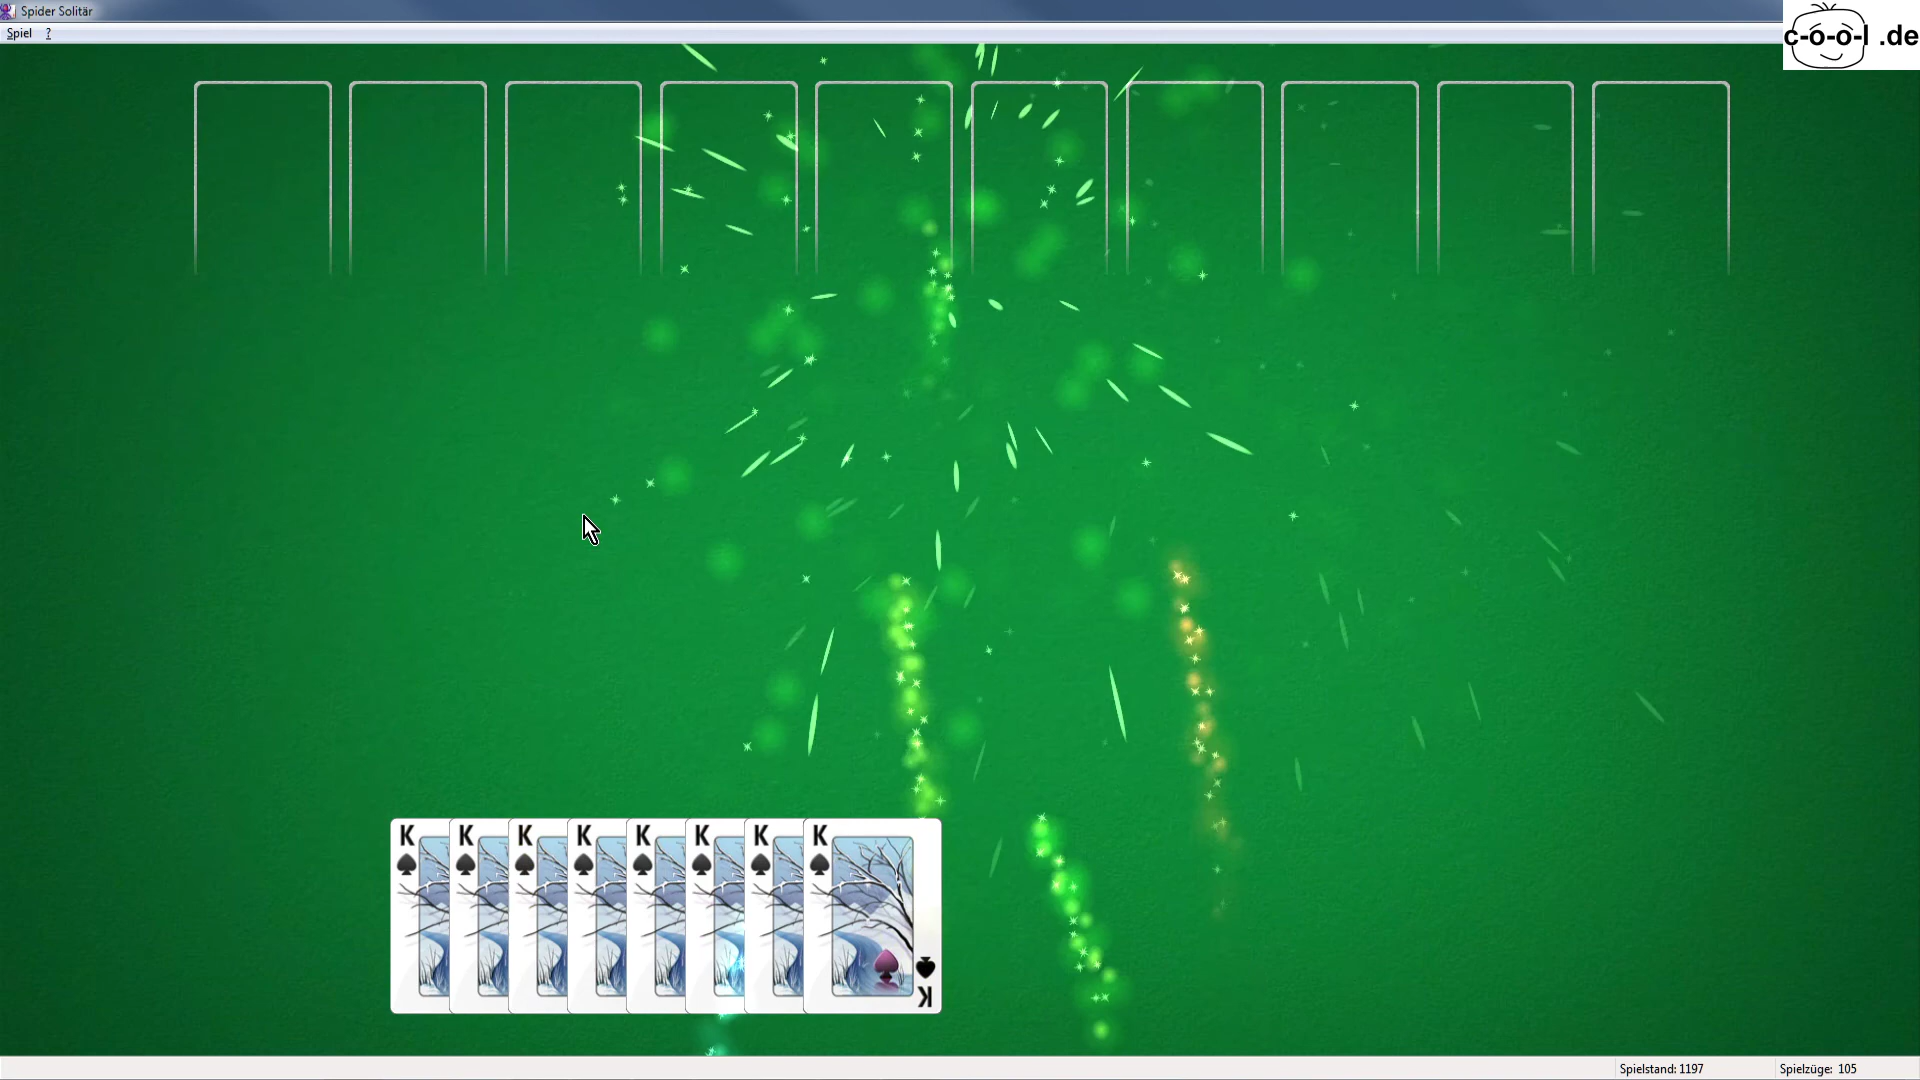 Spider Solitär
Spiel ?
c-o-o-l .de
K K K K K K K K
K
Spielstand: 1197 Spielzüge: 105